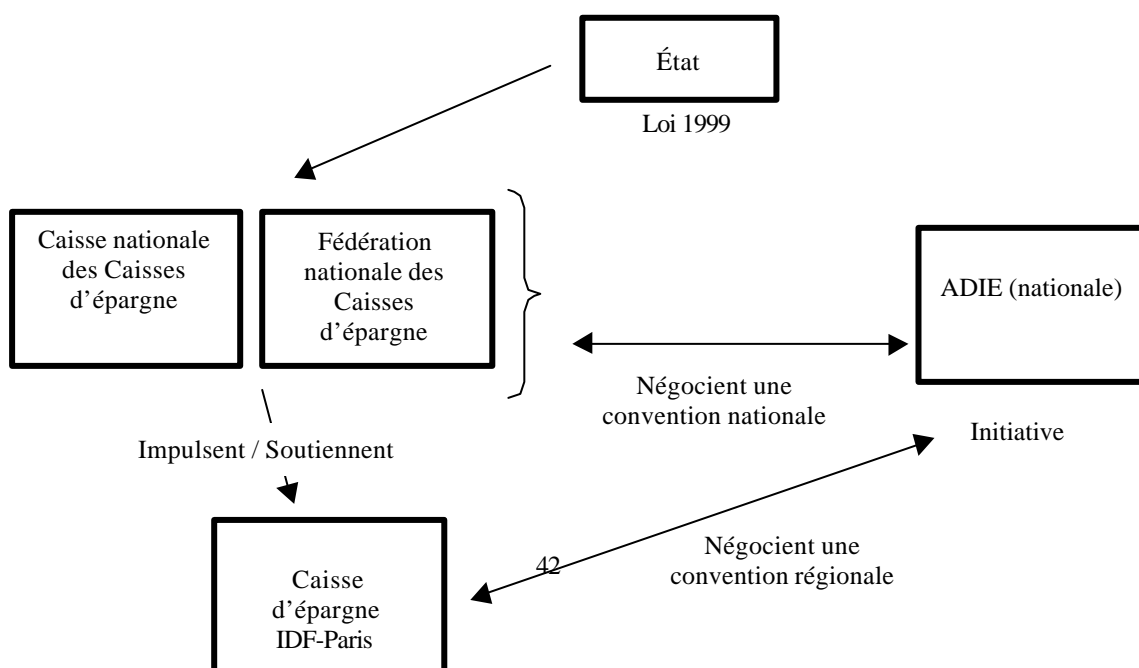 État
Loi 1999
Caisse nationale
des Caisses
d’épargne
Fédération
nationale des
Caisses
d’épargne
ADIE (nationale)
Négocient une
convention nationale
Initiative
Impulsent / Soutiennent
Négocient une
convention régionale
42
Caisse
d’épargne
IDF-Paris